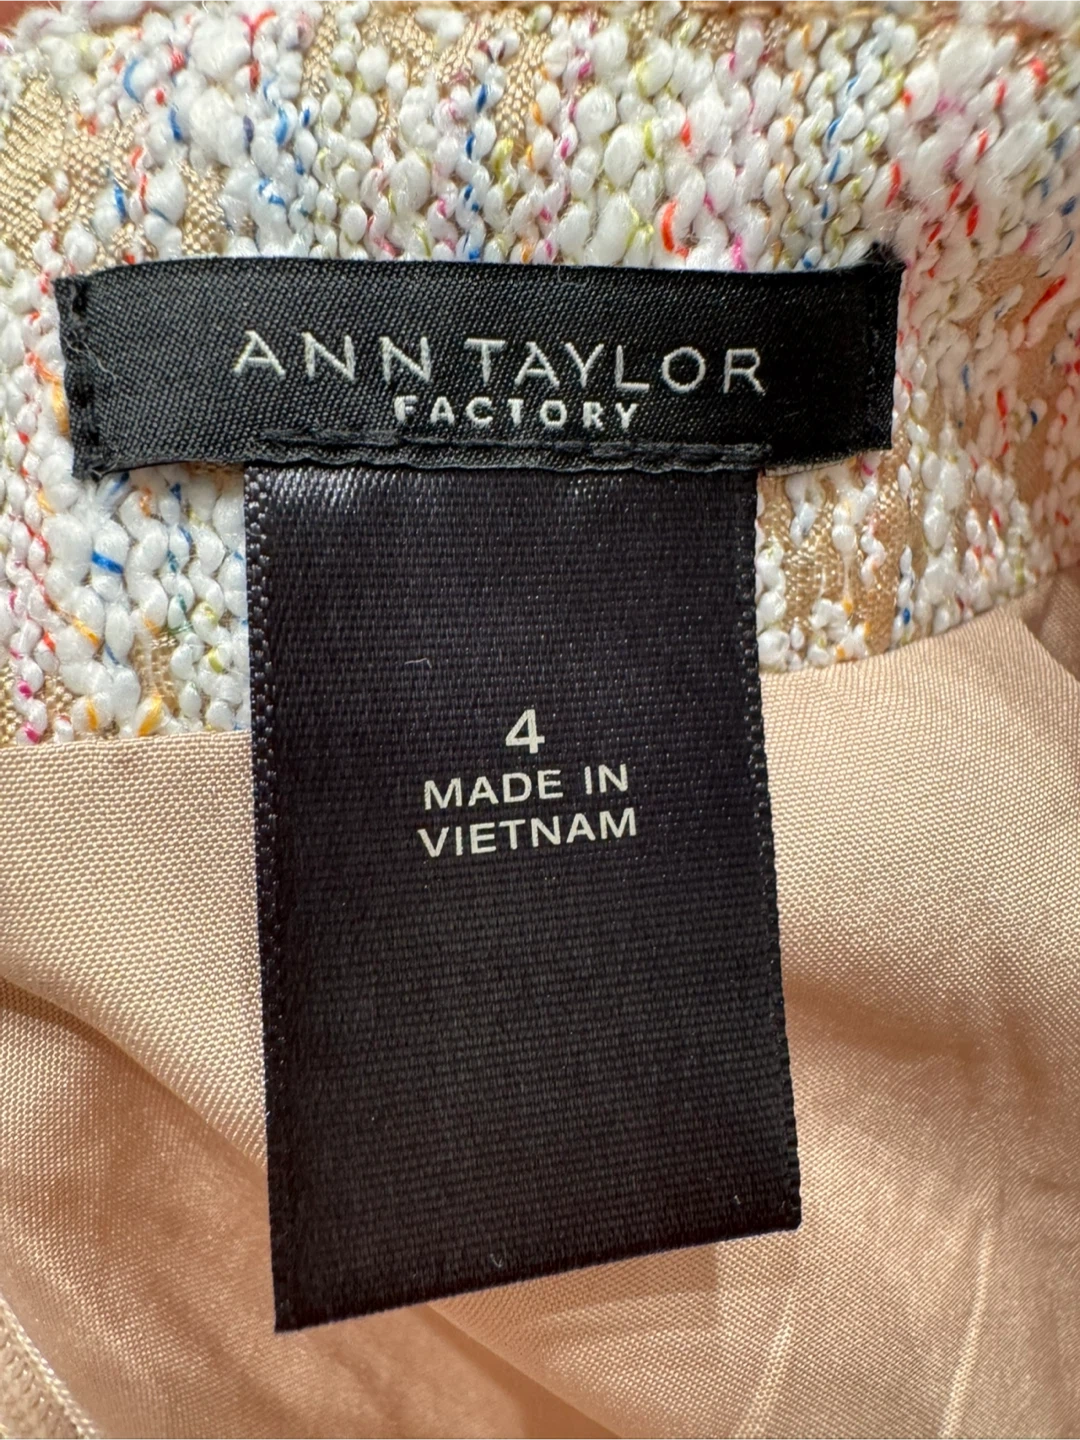 ANN TAYLOR
FACTORY
4
MADE IN
VIETNAM